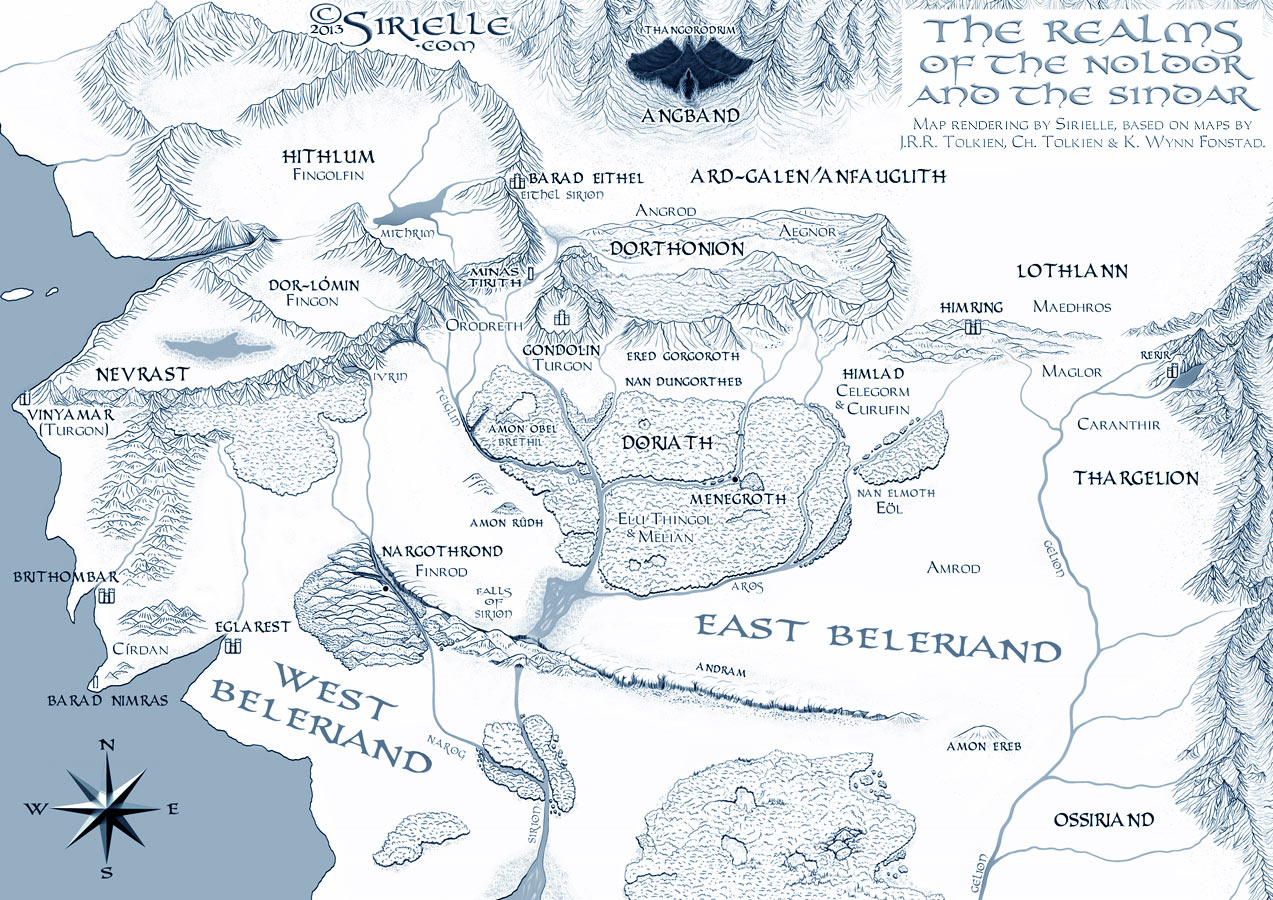 © 2013 SIRIELLE
.COM
THANGORODRIM
ANGBAND
THE REALMS
OF THE NOLDOR
AND THE SINDAR
MAP RENDERING BY SIRIELLE, BASED ON MAPS BY
J.R.R. TOLKIEN, CH. TOLKIEN & K. WYNN FONSTAD.
HITHLUM
FINGOLFIN
BARAD EITHEL
EITHEL SIRION
ARD-GALEN/ANFAUGLITH
MITHRIM
ANGROD
AEGNOR
DORTHONION
DOR-LÓMIN
FINGON
MINAS
TIRITH
LOTHLANN
HIMRING
MAEDHROS
ORODRETH
GONDOLIN
TURGON
ERED GORGOROTH
NAN DUNGORTHEB
RERIR
MAGLOR
NEVRAST
IVRIN
HIMLAD
CELEGORM
& CURUFIN
VINYAMAR
(TURGON)
TEIGLIN
AMON OBEL
BRETHIL
DORIATH
CARANTHIR
THARGELION
MENEGROTH
NAN ELMOTH
EÖL
AMON RÛDH
ELU THINGOL
& MELIAN
NARGOTHROND
FINROD
GELION
AMROD
BRITHOMBAR
FALLS
OF
SIRION
AROS
EGLAREST
CÍRDAN
EAST BELERIAND
BARAD NIMRAS
WEST
BELERIAND
ANDRAM
NAROG
AMON EREB
N
W
E
S
SIRION
OSSIRIAND
GELION